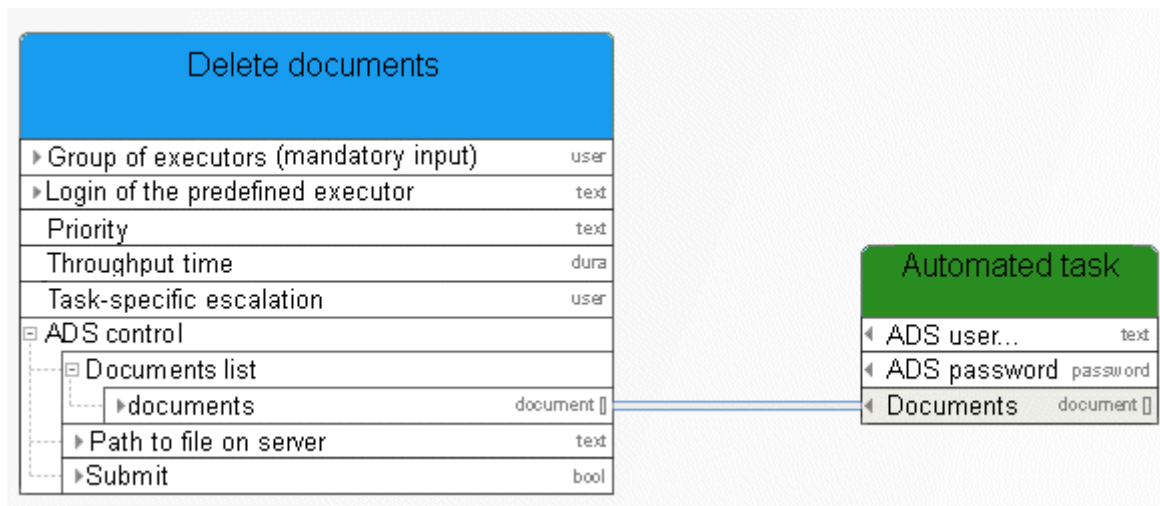 Delete documents
Group of executors (mandatory input) user
Login of the predefined executor text
Priority text
Throughput time dura
Task-specific escalation user
ADS control
Documents list
documents document []
Path to file on server text
Submit bool
Automated task
ADS user... text
ADS password password
Documents document []